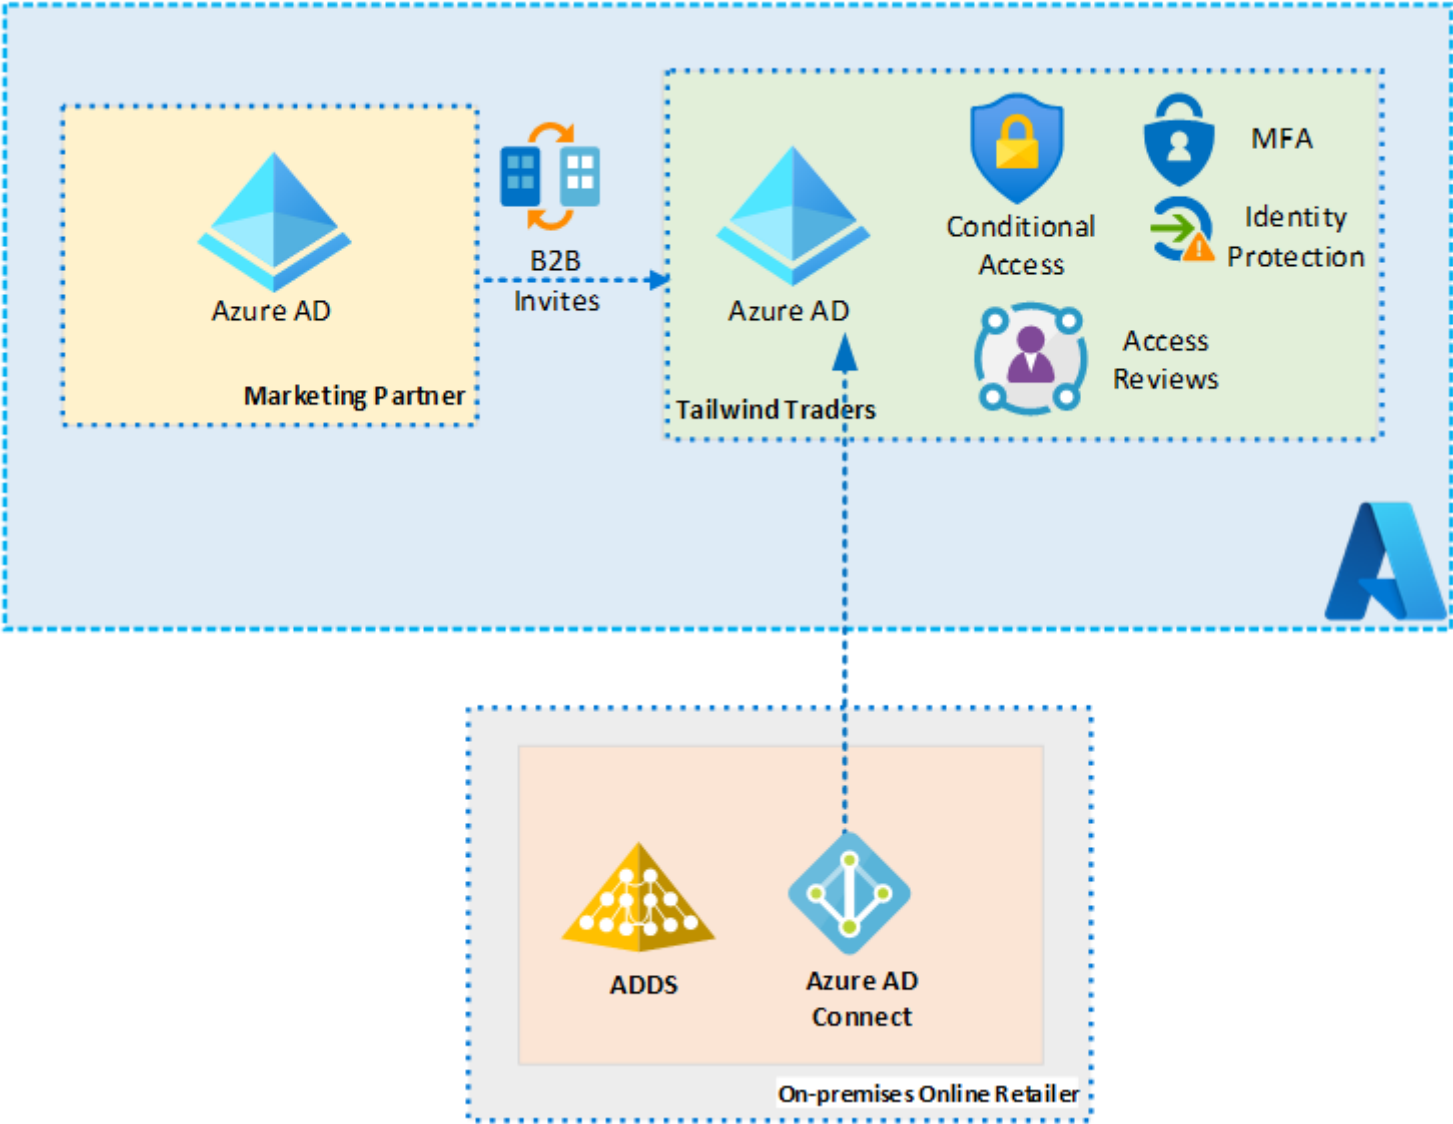 Azure AD
Marketing Partner
B2B
Invites
Azure AD
Tailwind Traders
Conditional
Access
MFA
Identity
Protection
Access
Reviews
ADDS
Azure AD
Connect
On-premises Online Retailer